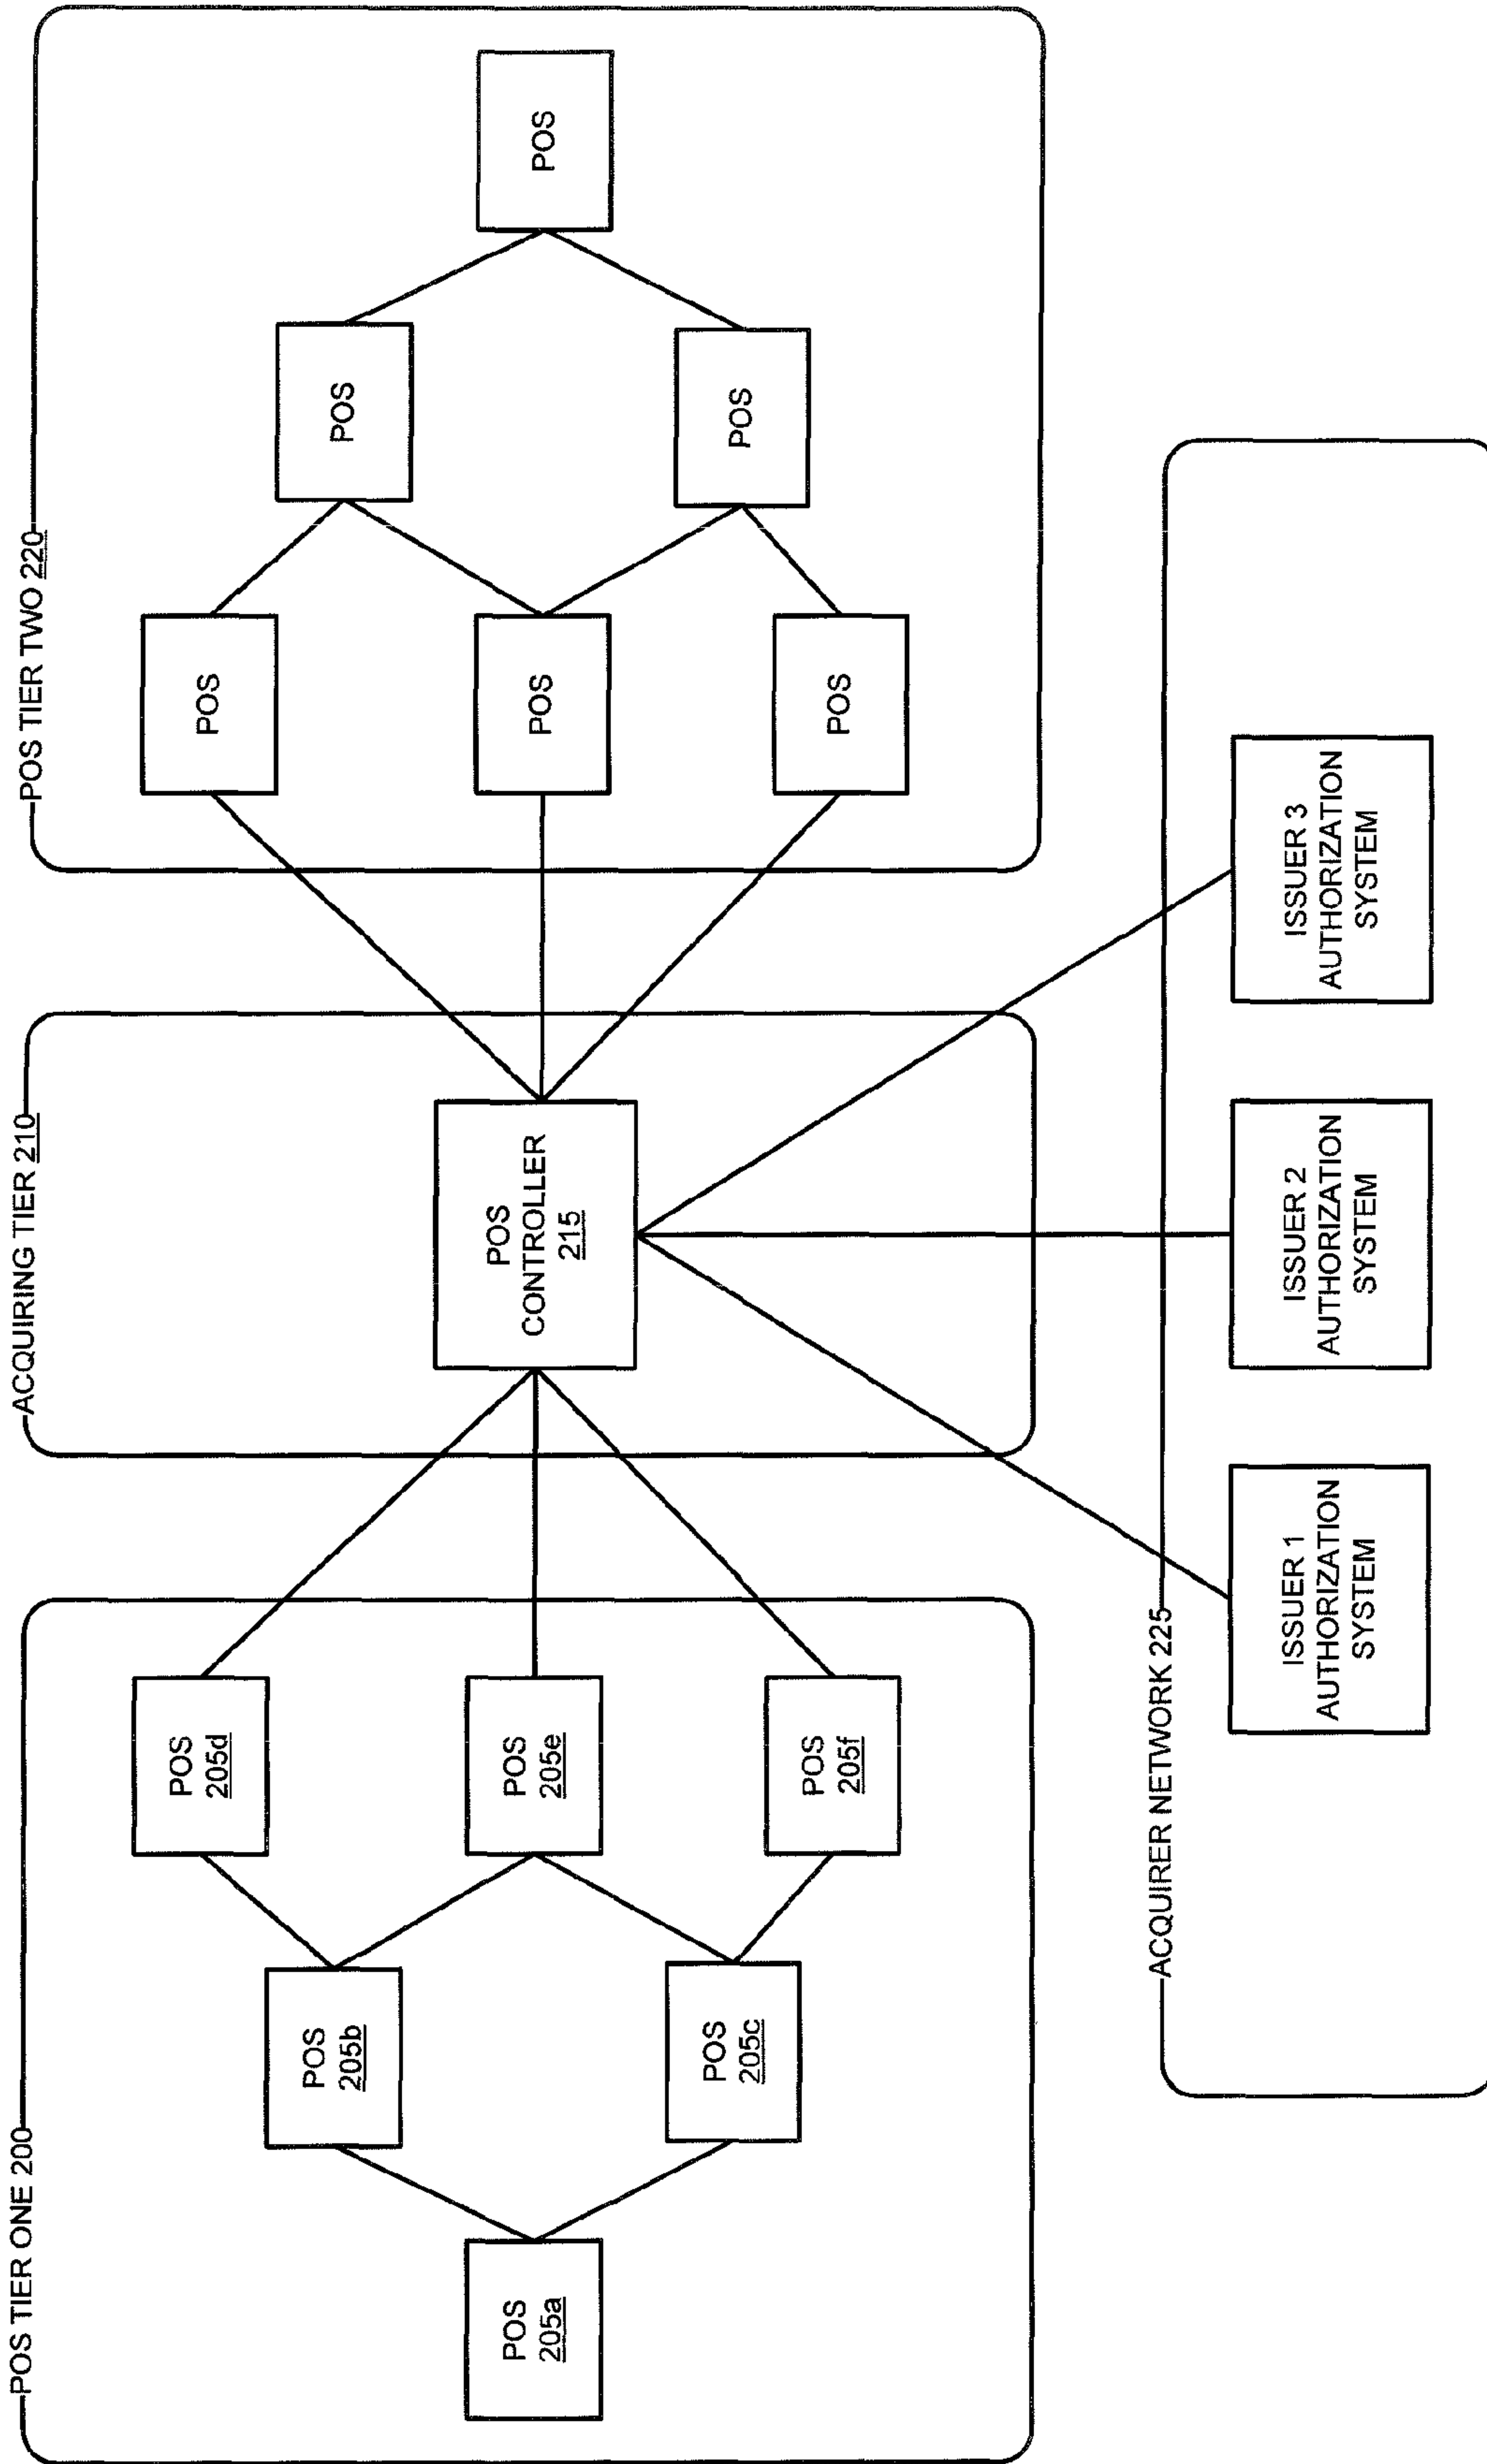 POS TIER ONE 200
POS
205a
POS
205b
POS
205c
POS
205d
POS
205e
POS
205f
ACQUIRING TIER 210
POS
CONTROLLER
215
POS TIER TWO 220
POS
POS
POS
POS
POS
POS
ACQUIRER NETWORK 225
ISSUER 1
AUTHORIZATION
SYSTEM
ISSUER 2
AUTHORIZATION
SYSTEM
ISSUER 3
AUTHORIZATION
SYSTEM